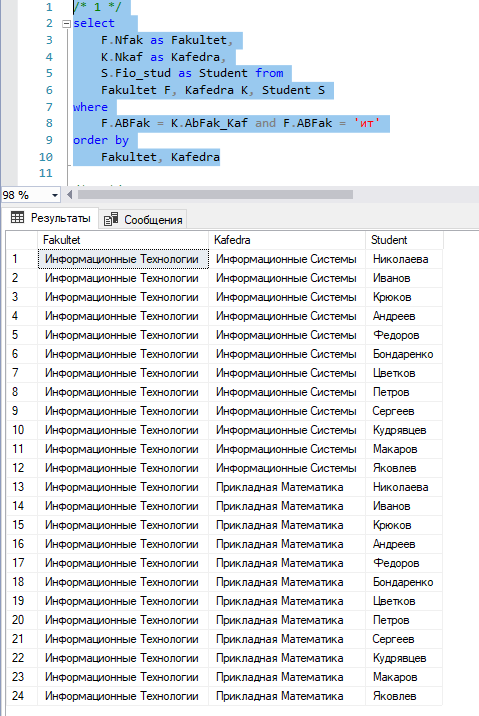 1 /* 1 */
2 select
3 F.Nfak as Fakultet,
4 K.Nkaf as Kafedra,
5 S.Fio_stud as Student from
6 Fakultet F, Kafedra K, Student S
7 where
8 F.ABFak = K.AbFak_Kaf and F.ABFak = 'ит'
9 order by
10 Fakultet, Kafedra
11
98 %
Результаты Сообщения
Fakultet Kafedra Student
1 Информационные Технологии Информационные Системы Николаева
2 Информационные Технологии Информационные Системы Иванов
3 Информационные Технологии Информационные Системы Крюков
4 Информационные Технологии Информационные Системы Андреев
5 Информационные Технологии Информационные Системы Федоров
6 Информационные Технологии Информационные Системы Бондаренко
7 Информационные Технологии Информационные Системы Цветков
8 Информационные Технологии Информационные Системы Петров
9 Информационные Технологии Информационные Системы Сергеев
10 Информационные Технологии Информационные Системы Кудрявцев
11 Информационные Технологии Информационные Системы Макаров
12 Информационные Технологии Информационные Системы Яковлев
13 Информационные Технологии Прикладная Математика Николаева
14 Информационные Технологии Прикладная Математика Иванов
15 Информационные Технологии Прикладная Математика Крюков
16 Информационные Технологии Прикладная Математика Андреев
17 Информационные Технологии Прикладная Математика Федоров
18 Информационные Технологии Прикладная Математика Бондаренко
19 Информационные Технологии Прикладная Математика Цветков
20 Информационные Технологии Прикладная Математика Петров
21 Информационные Технологии Прикладная Математика Сергеев
22 Информационные Технологии Прикладная Математика Кудрявцев
23 Информационные Технологии Прикладная Математика Макаров
24 Информационные Технологии Прикладная Математика Яковлев